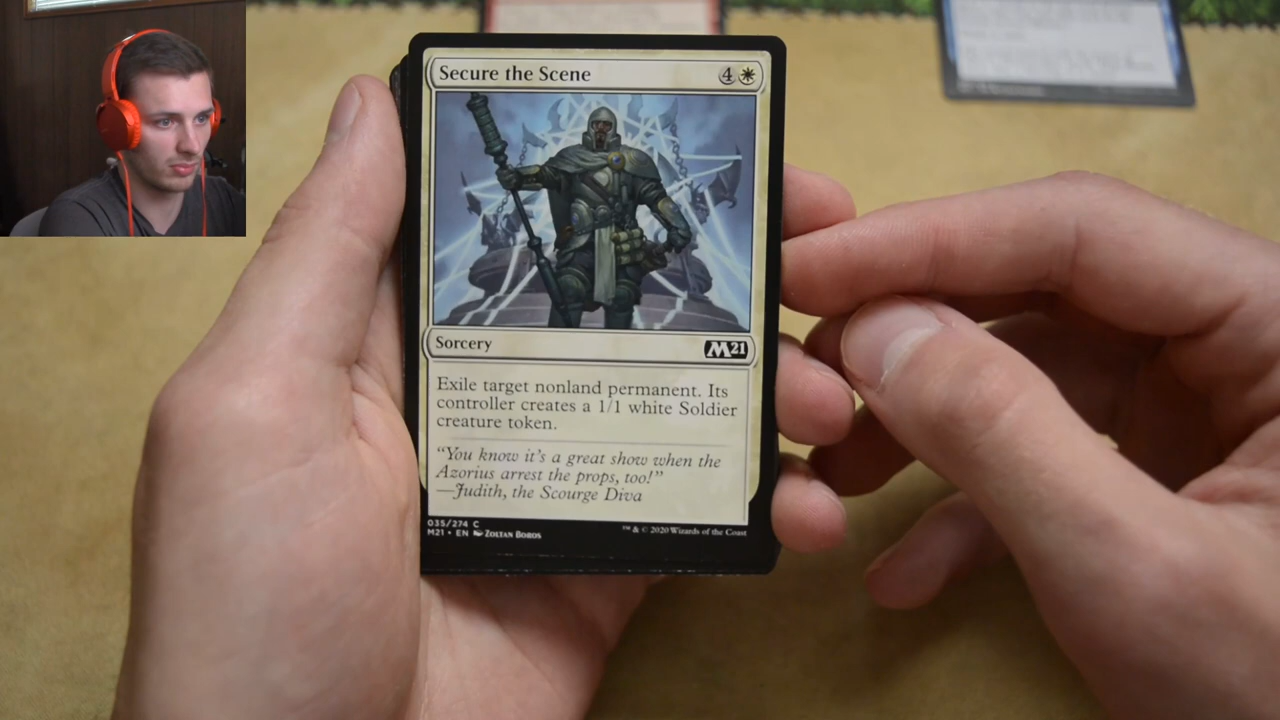 Secure the Scene 4
Sorcery M21
Exile target nonland permanent. Its
controller creates a 1/1 white Soldier
creature token.
“You know it’s a great show when the
Azorius arrest the props, too!”
—Judith, the Scourge Diva
035/274 C
M21 • EN Zoltan Boros
™ & © 2020 Wizards of the Coast